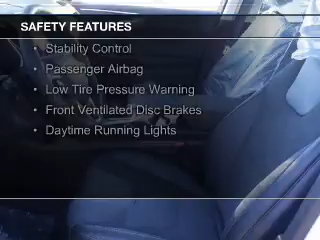 SAFETY FEATURES
• Stability Control
• Passenger Airbag
• Low Tire Pressure Warning
• Front Ventilated Disc Brakes
• Daytime Running Lights